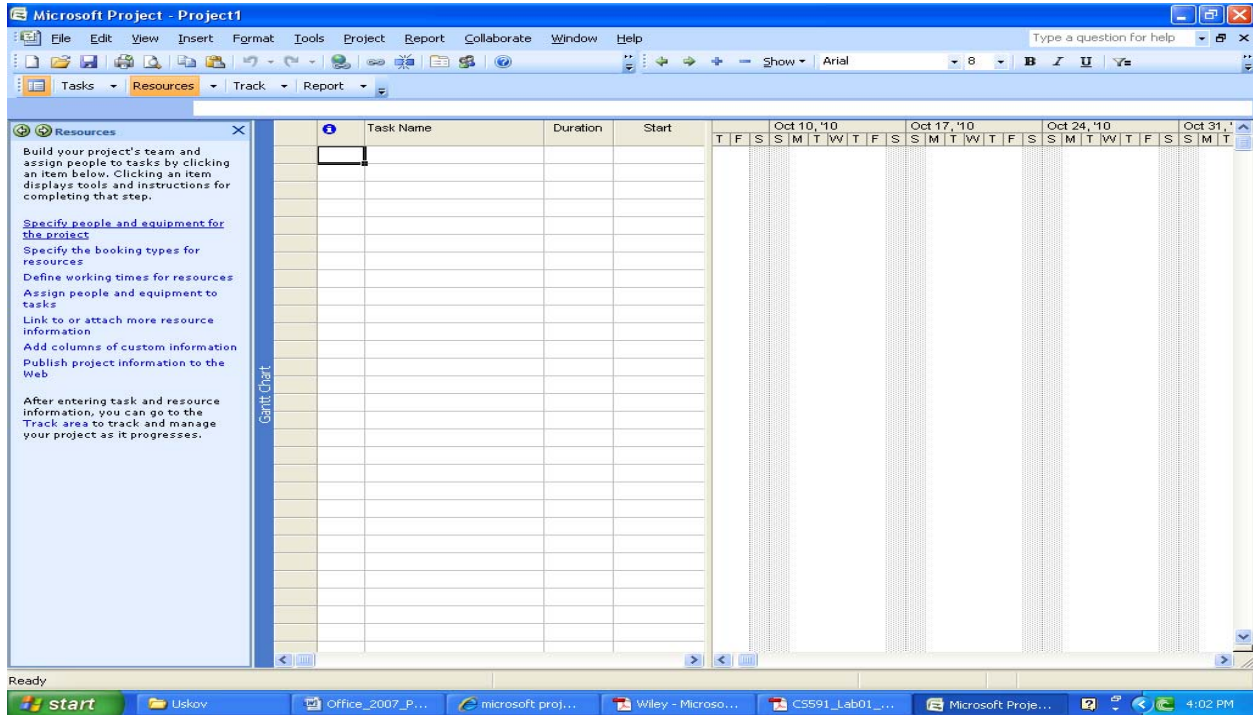 Microsoft Project - Project1
File Edit View Insert Format Tools Project Report Collaborate Window Help
Type a question for help
Show Arial 8 B I U
Tasks Resources Track Report
Resources
Build your project's team and
assign people to tasks by clicking
an item below. Clicking an item
displays tools and instructions for
completing that step.
Specify people and equipment for
the project
Specify the booking types for
resources
Define working times for resources
Assign people and equipment to
tasks
Link to or attach more resource
information
Add columns of custom information
Publish project information to the
Web
After entering task and resource
information, you can go to the
Track area to track and manage
your project as it progresses.
Gantt Chart
Task Name Duration Start
Oct 10, '10 Oct 17, '10 Oct 24, '10 Oct 31, '
T F S S M T W T F S S M T W T F S S M T W T F S S M T
Ready
start Uskov Office_2007_P... microsoft proj... Wiley - Microso... CS591_Lab01_... Microsoft Proje... 4:02 PM